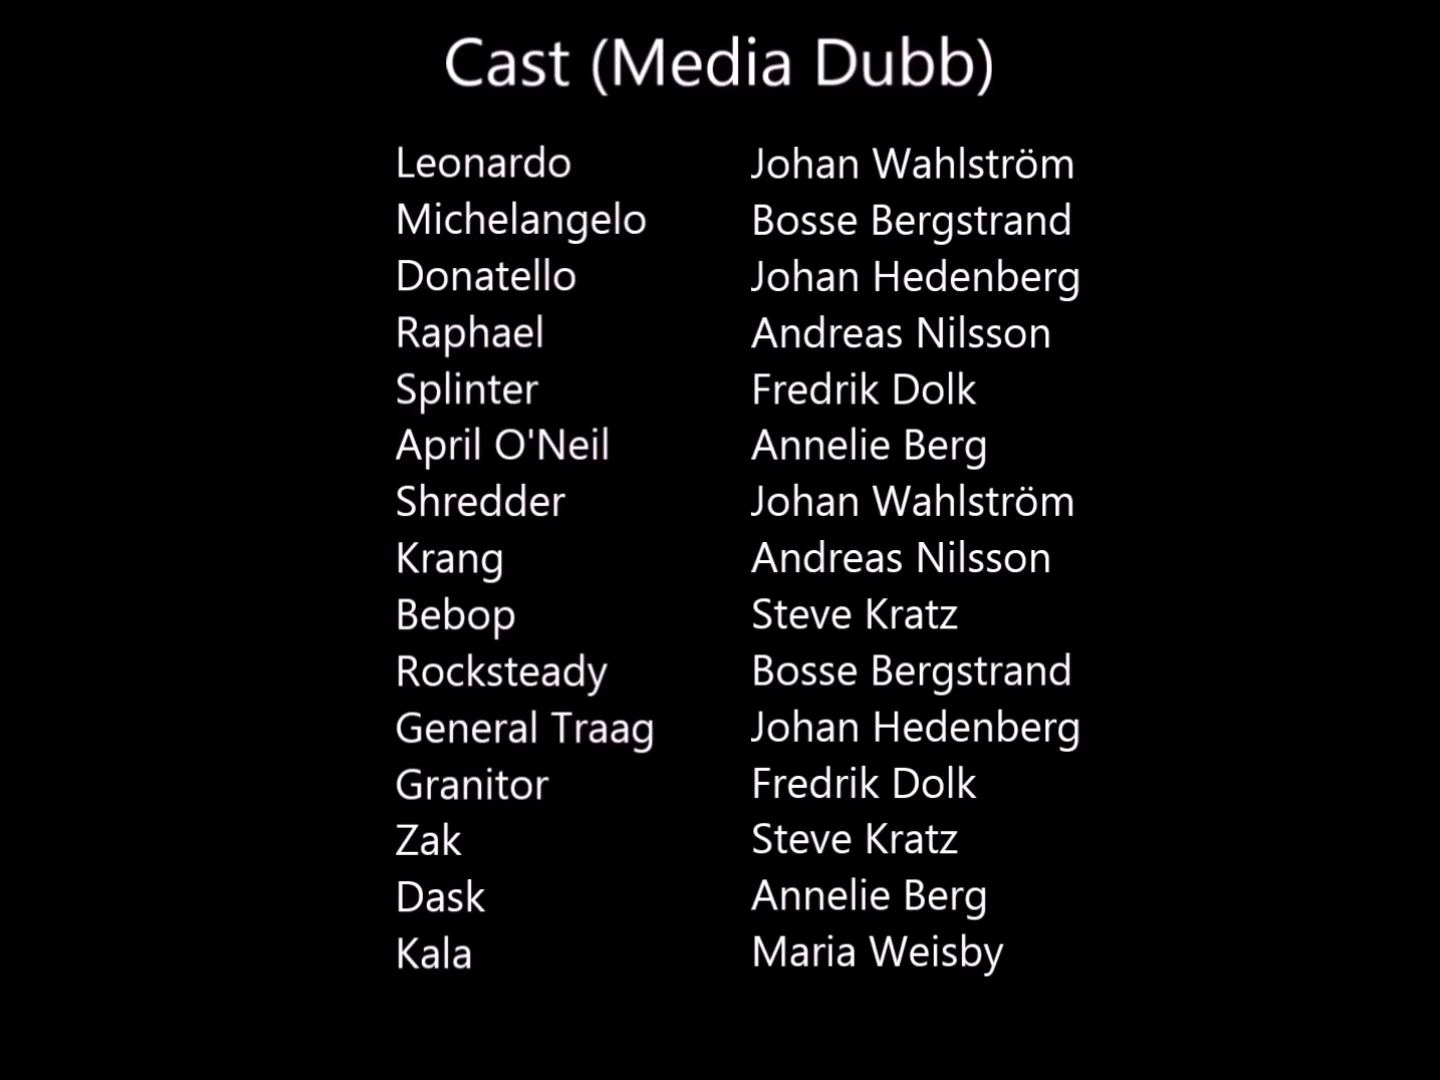 Cast (Media Dubb)
Leonardo Johan Wahlström
Michelangelo Bosse Bergstrand
Donatello Johan Hedenberg
Raphael Andreas Nilsson
Splinter Fredrik Dolk
April O'Neil Annelie Berg
Shredder Johan Wahlström
Krang Andreas Nilsson
Bebop Steve Kratz
Rocksteady Bosse Bergstrand
General Traag Johan Hedenberg
Granitor Fredrik Dolk
Zak Steve Kratz
Dask Annelie Berg
Kala Maria Weisby